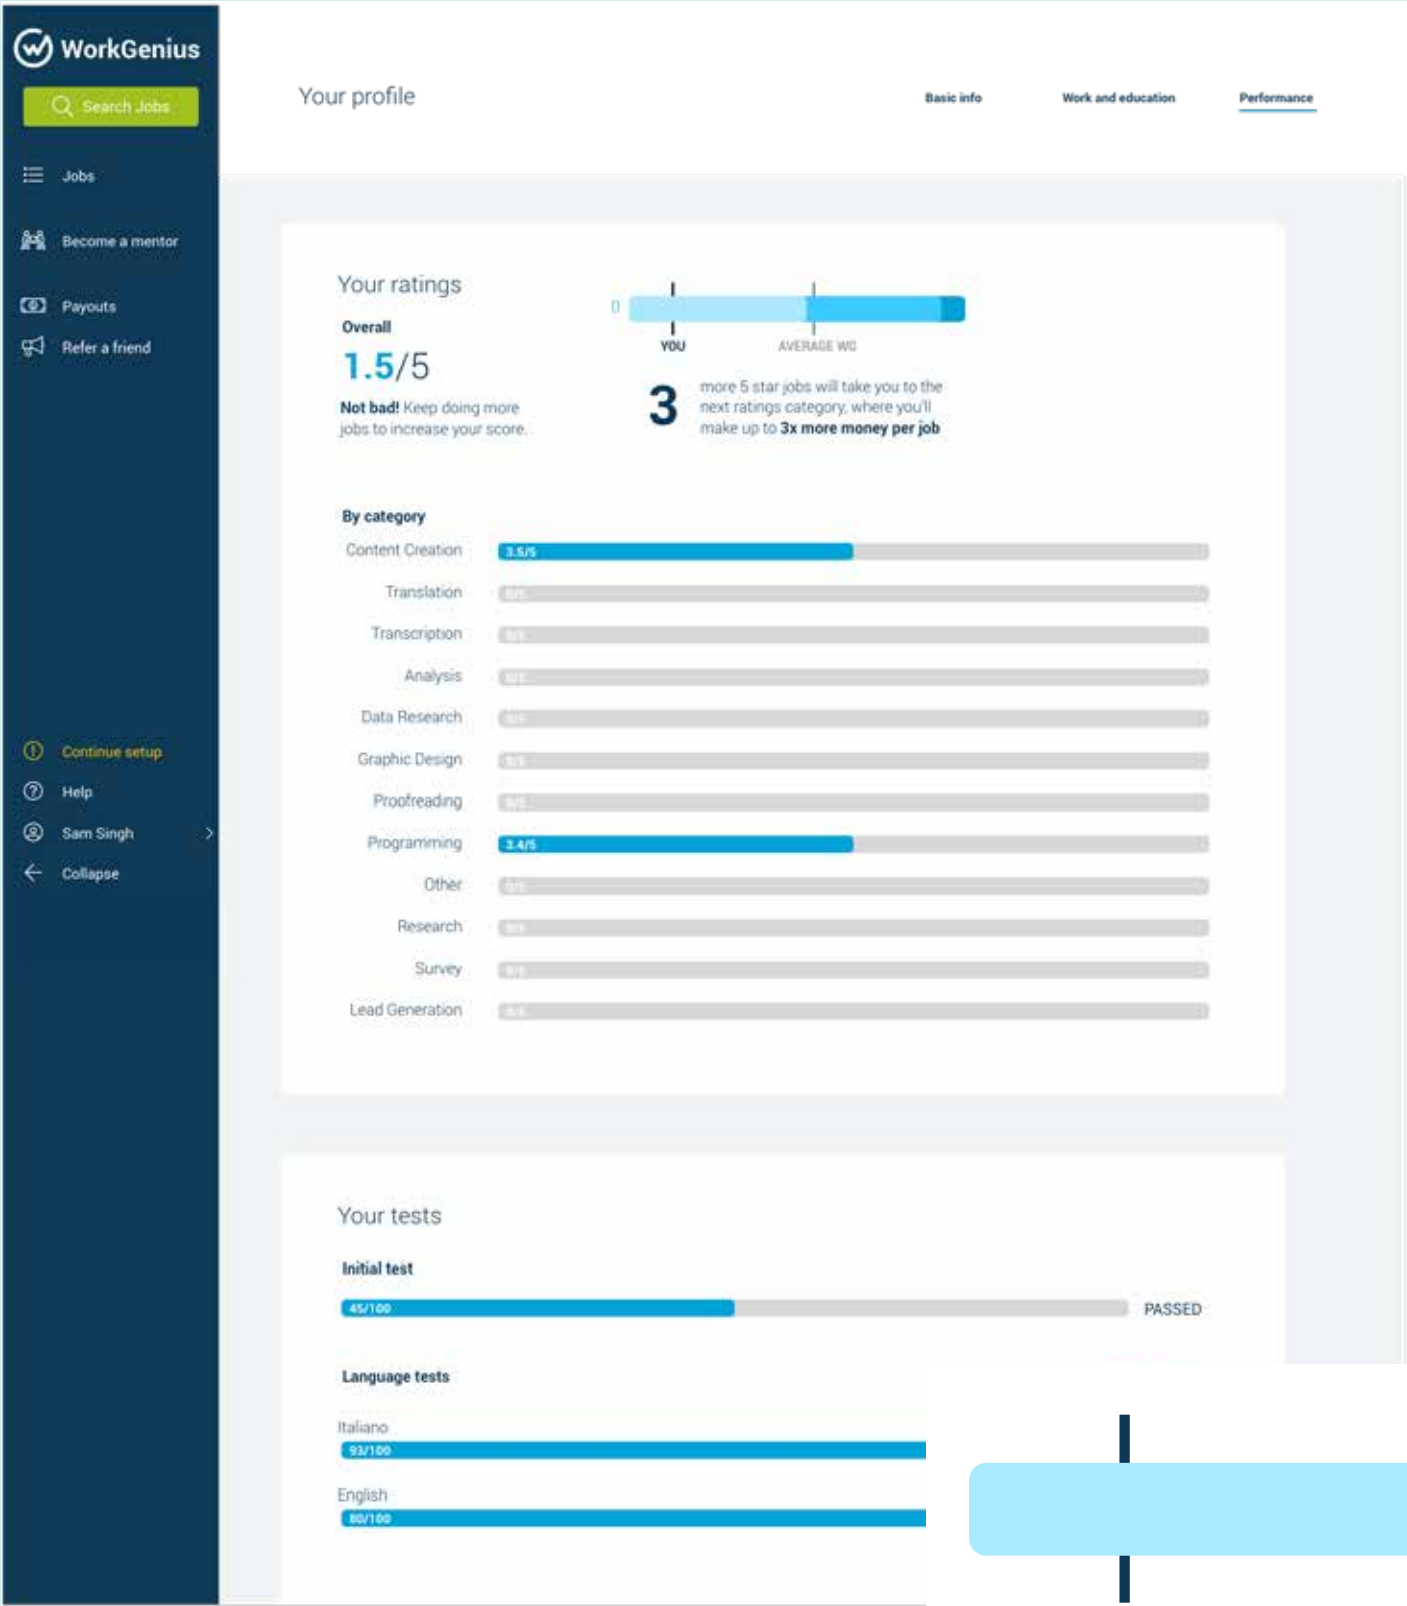 WorkGenius
Search Jobs
Jobs
Become a mentor
Payouts
Refer a friend
Continue setup
Help
Sam Singh
Collapse
Your profile
Basic info
Work and education
Performance
Your ratings
Overall
1.5/5
Not bad! Keep doing more
jobs to increase your score.
0
YOU
AVERAGE WG
3
more 5 star jobs will take you to the
next ratings category, where you'll
make up to 3x more money per job
By category
Content Creation
3.5/5
Translation
Transcription
Analysis
Data Research
Graphic Design
Proofreading
Programming
3.4/5
Other
Research
Survey
Lead Generation
Your tests
Initial test
45/100
PASSED
Language tests
Italiano
93/100
English
80/100